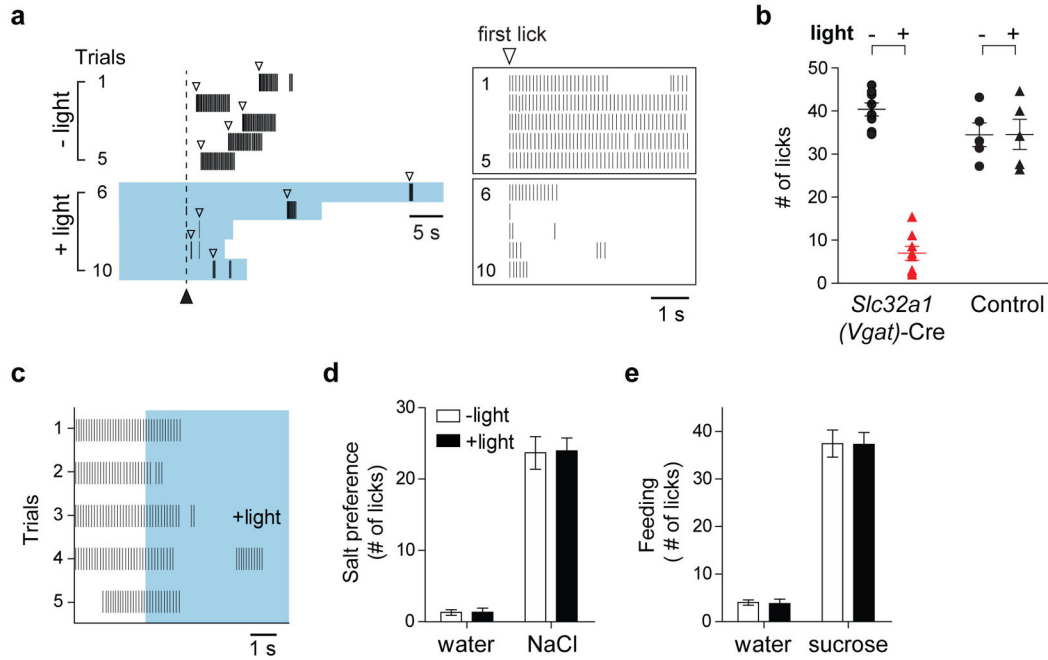 a
Trials
1
- light
5
6
+ light
10
5 s
first lick
1
5
6
10
1 s
b
light - + - +
50
40
30
20
10
0
# of licks
Slc32a1
(Vgat)-Cre
Control
c
Trials
1
2
3
4
5
+light
1 s
d
Salt preference
(# of licks)
30
20
10
0
-light
+light
water NaCl
e
Feeding
( # of licks)
40
30
20
10
0
water sucrose